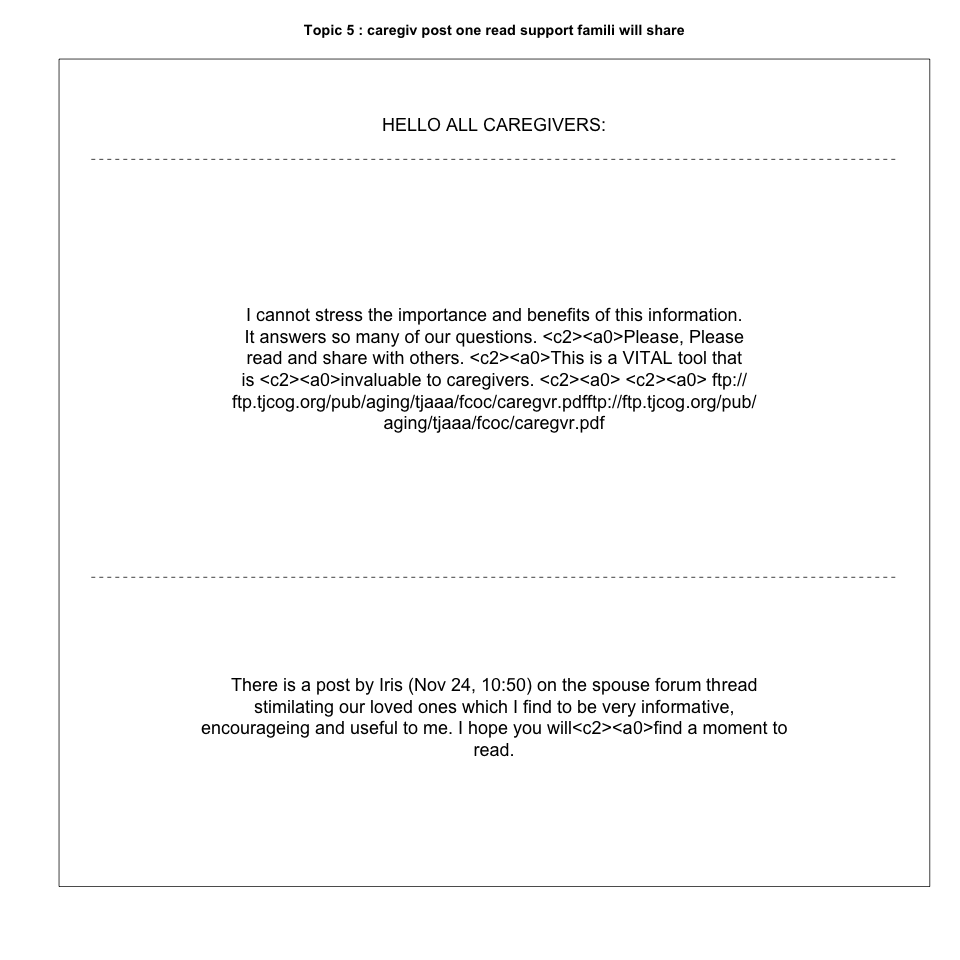 Topic 5 : caregiv post one read support famili will share
HELLO ALL CAREGIVERS:
I cannot stress the importance and benefits of this information.
It answers so many of our questions. <c2><a0>Please, Please
read and share with others. <c2><a0>This is a VITAL tool that
is <c2><a0>invaluable to caregivers. <c2><a0> <c2><a0> ftp://
ftp.tjcog.org/pub/aging/tjaaa/fcoc/caregvr.pdfftp://ftp.tjcog.org/pub/
aging/tjaaa/fcoc/caregvr.pdf
There is a post by Iris (Nov 24, 10:50) on the spouse forum thread
stimilating our loved ones which I find to be very informative,
encourageing and useful to me. I hope you will<c2><a0>find a moment to
read.